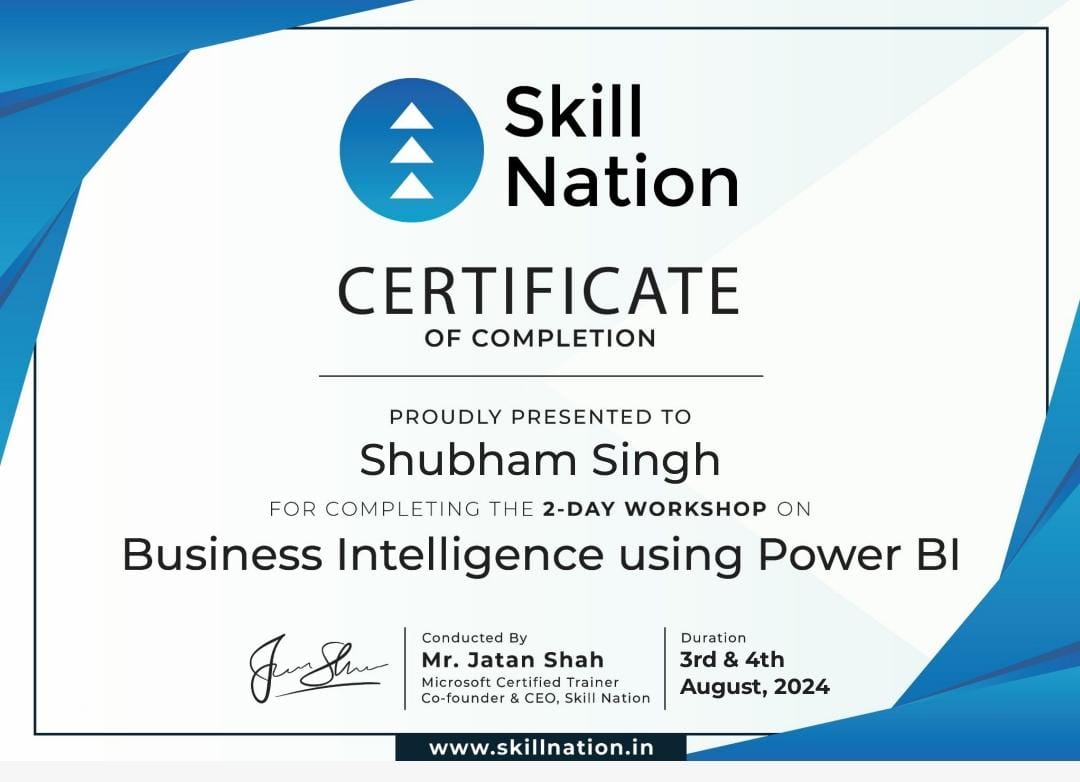 Skill
Nation
CERTIFICATE
OF COMPLETION
PROUDLY PRESENTED TO
Shubham Singh
FOR COMPLETING THE 2-DAY WORKSHOP ON
Business Intelligence using Power BI
Conducted By
Mr. Jatan Shah
Microsoft Certified Trainer
Co-founder & CEO, Skill Nation
Duration
3rd & 4th
August, 2024
www.skillnation.in